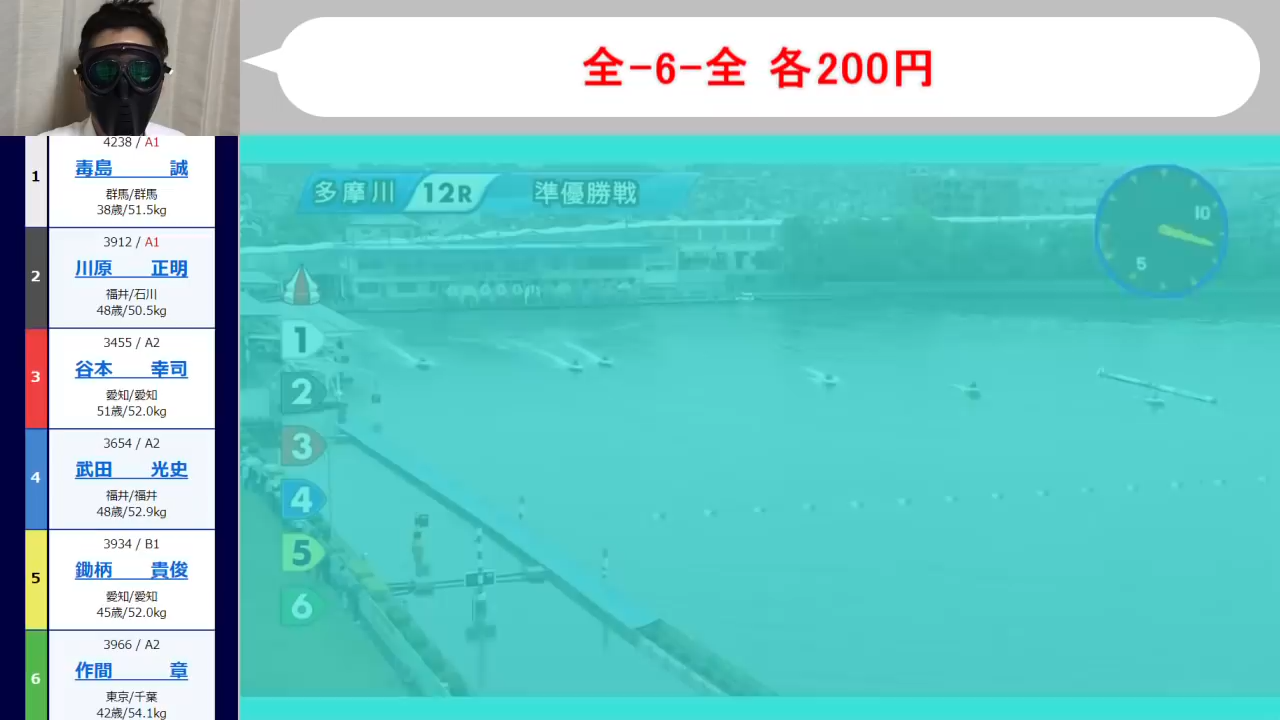 全-6-全 各200円
4238 / A1
1
毒島 誠
群馬/群馬
38歳/51.5kg
3912 / A1
2
川原 正明
福井/石川
48歳/50.5kg
3455 / A2
3
谷本 幸司
愛知/愛知
51歳/52.0kg
3654 / A2
4
武田 光史
福井/福井
48歳/52.9kg
3934 / B1
5
鋤柄 貴俊
愛知/愛知
45歳/52.0kg
3966 / A2
6
作間 章
東京/千葉
42歳/54.1kg
多摩川 12R 準優勝戦
10
5
1
2
3
4
5
6